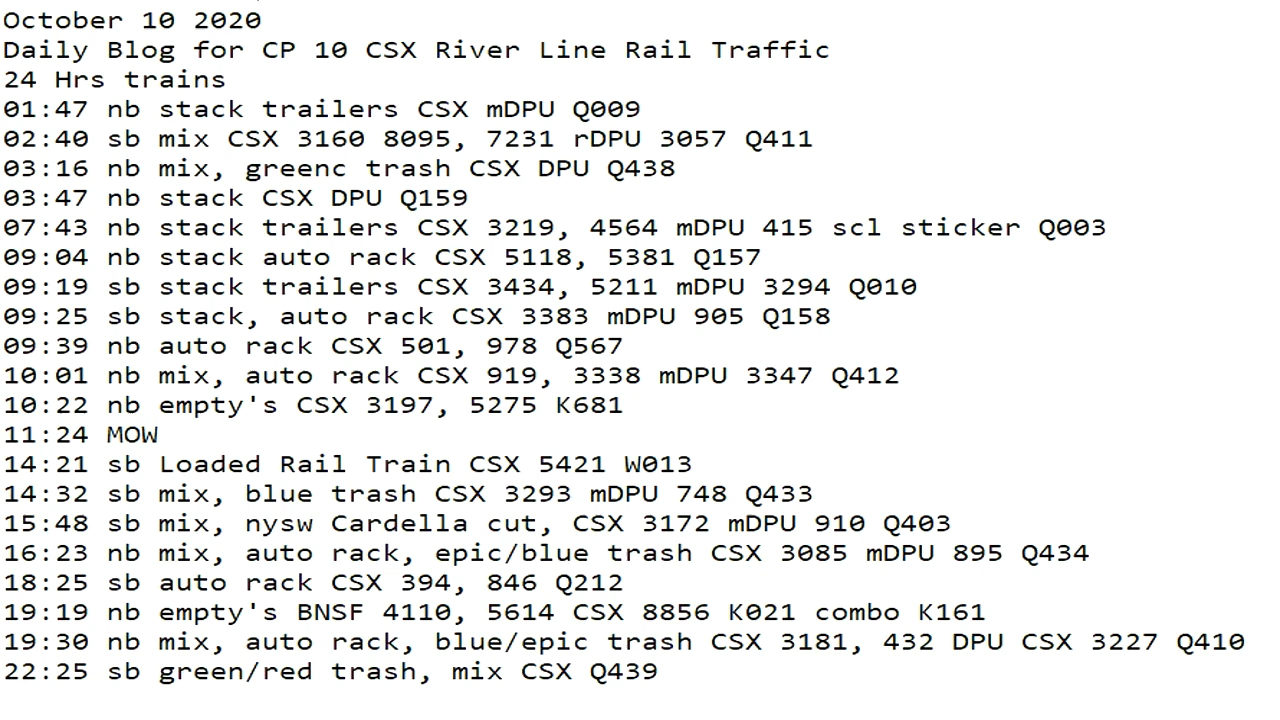 October 10 2020
Daily Blog for CP 10 CSX River Line Rail Traffic
24 Hrs trains
01:47 nb stack trailers CSX mDPU Q009
02:40 sb mix CSX 3160 8095, 7231 rDPU 3057 Q411
03:16 nb mix, greenc trash CSX DPU Q438
03:47 nb stack CSX DPU Q159
07:43 nb stack trailers CSX 3219, 4564 mDPU 415 scl sticker Q003
09:04 nb stack auto rack CSX 5118, 5381 Q157
09:19 sb stack trailers CSX 3434, 5211 mDPU 3294 Q010
09:25 sb stack, auto rack CSX 3383 mDPU 905 Q158
09:39 nb auto rack CSX 501, 978 Q567
10:01 nb mix, auto rack CSX 919, 3338 mDPU 3347 Q412
10:22 nb empty's CSX 3197, 5275 K681
11:24 MOW
14:21 sb Loaded Rail Train CSX 5421 W013
14:32 sb mix, blue trash CSX 3293 mDPU 748 Q433
15:48 sb mix, nysw Cardella cut, CSX 3172 mDPU 910 Q403
16:23 nb mix, auto rack, epic/blue trash CSX 3085 mDPU 895 Q434
18:25 sb auto rack CSX 394, 846 Q212
19:19 nb empty's BNSF 4110, 5614 CSX 8856 K021 combo K161
19:30 nb mix, auto rack, blue/epic trash CSX 3181, 432 DPU CSX 3227 Q410
22:25 sb green/red trash, mix CSX Q439